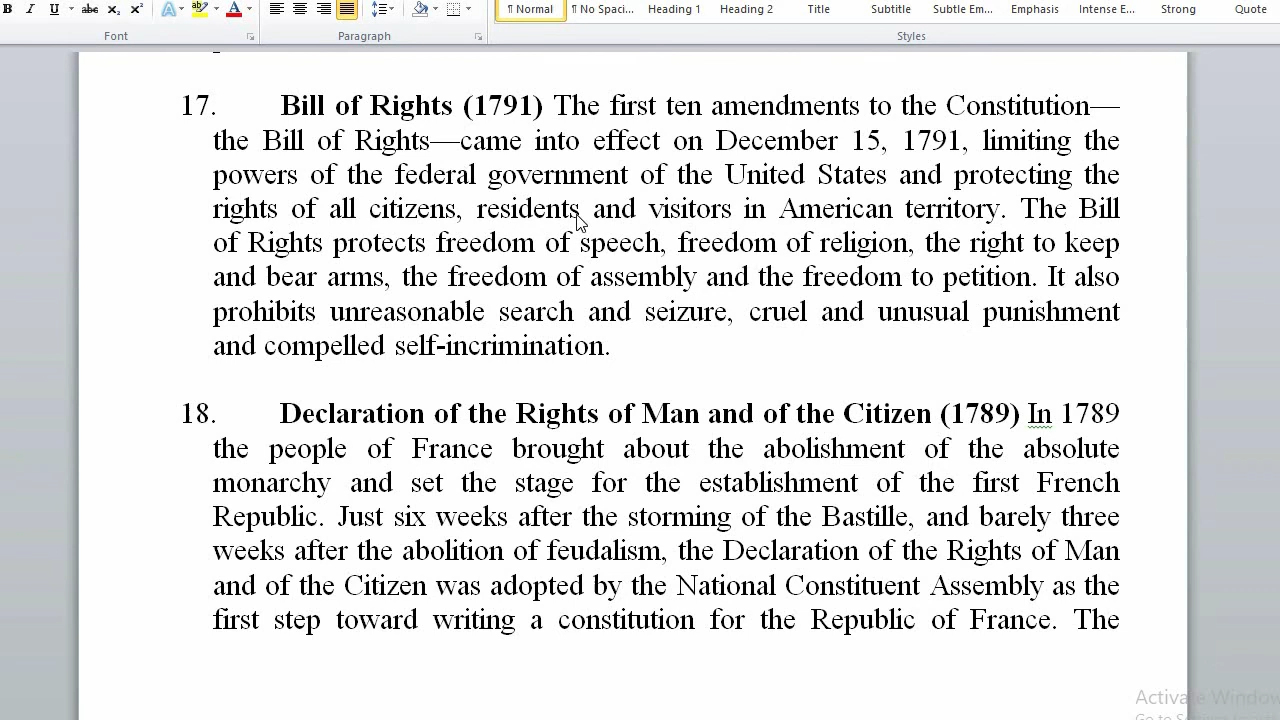 B I U abc x₂ x² A ab A
¶ Normal ¶ No Spaci... Heading 1 Heading 2 Title Subtitle Subtle Em... Emphasis Intense E... Strong Quote
Font Paragraph Styles
17. Bill of Rights (1791) The first ten amendments to the Constitution—
the Bill of Rights—came into effect on December 15, 1791, limiting the
powers of the federal government of the United States and protecting the
rights of all citizens, residents and visitors in American territory. The Bill
of Rights protects freedom of speech, freedom of religion, the right to keep
and bear arms, the freedom of assembly and the freedom to petition. It also
prohibits unreasonable search and seizure, cruel and unusual punishment
and compelled self-incrimination.
18. Declaration of the Rights of Man and of the Citizen (1789) In 1789
the people of France brought about the abolishment of the absolute
monarchy and set the stage for the establishment of the first French
Republic. Just six weeks after the storming of the Bastille, and barely three
weeks after the abolition of feudalism, the Declaration of the Rights of Man
and of the Citizen was adopted by the National Constituent Assembly as the
first step toward writing a constitution for the Republic of France. The
Activate Window